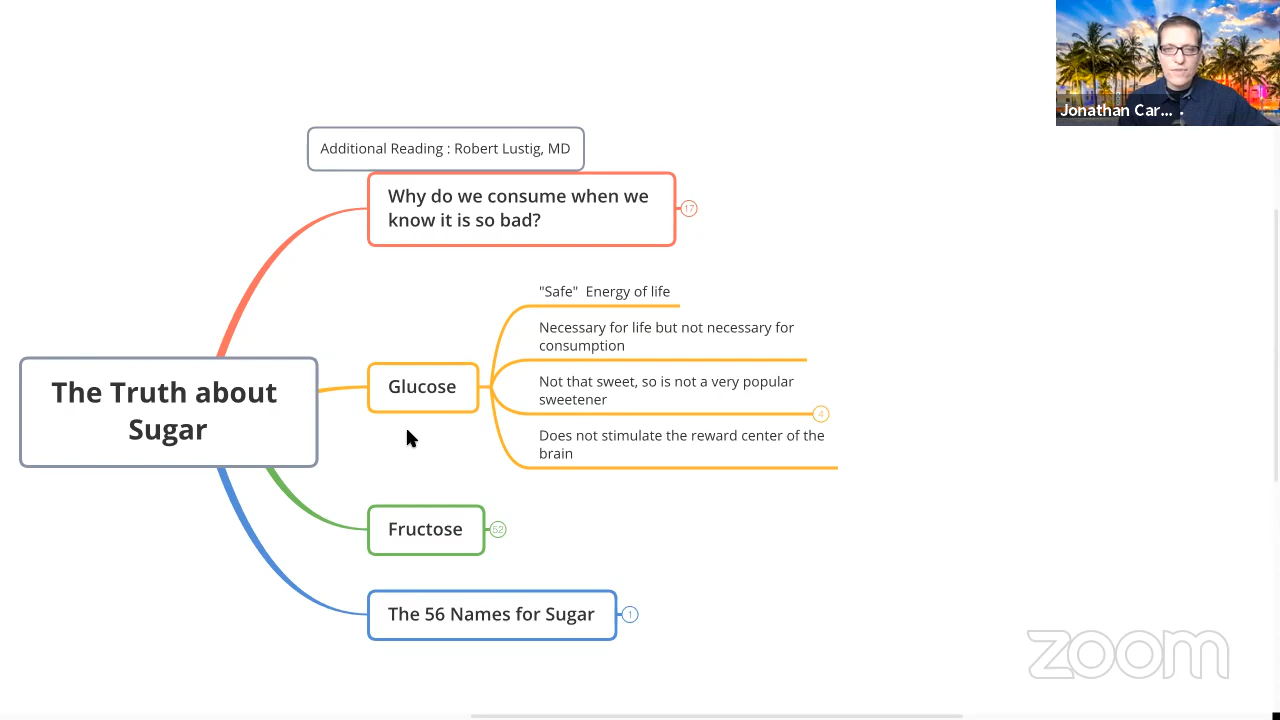 Jonathan Car...
Additional Reading : Robert Lustig, MD
Why do we consume when we
know it is so bad?
17
"Safe"  Energy of life
Necessary for life but not necessary for
consumption
The Truth about
Sugar
Glucose
Not that sweet, so is not a very popular
sweetener
4
Does not stimulate the reward center of the
brain
Fructose
52
The 56 Names for Sugar
1
zoom